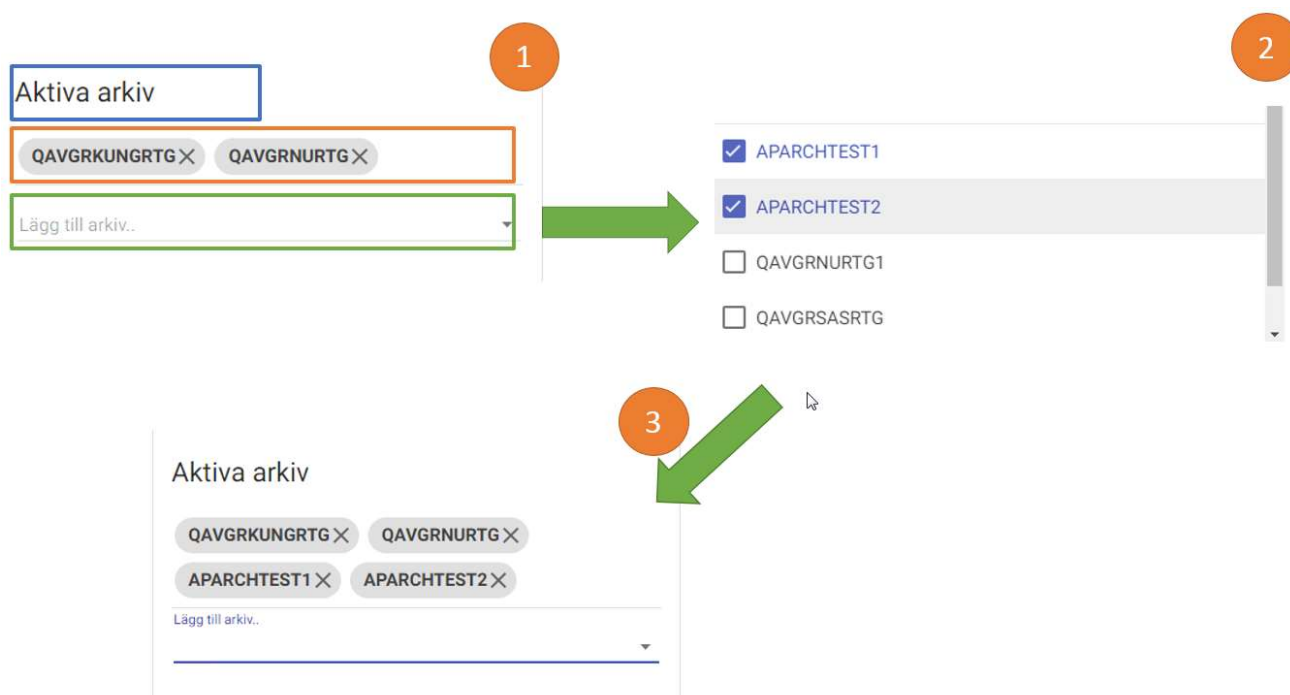 1
Aktiva arkiv
QAVGRKUNGRTG QAVGRNURTG
Lägg till arkiv..
2
APARCHTEST1
APARCHTEST2
QAVGRNURTG1
QAVGRSASRTG
3
Aktiva arkiv
QAVGRKUNGRTG QAVGRNURTG
APARCHTEST1 APARCHTEST2
Lägg till arkiv..